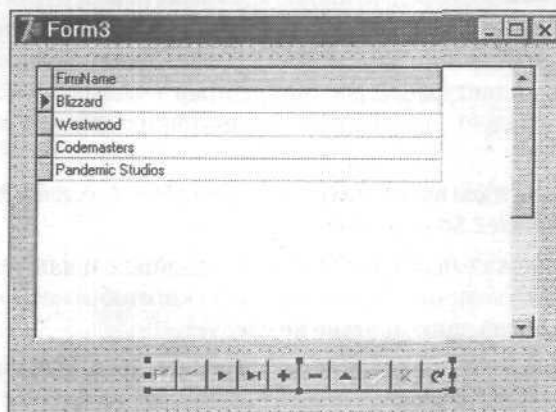 Form3
FirmName
Blizzard
Westwood
Codemasters
Pandemic Studios